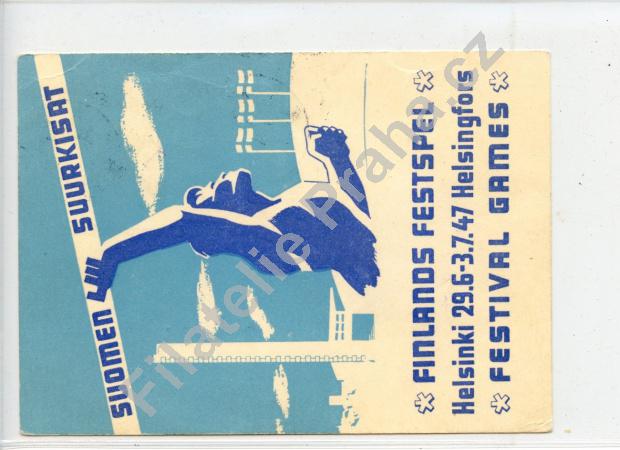 SUOMEN SUURKISAT
* FINLANDS FESTSPEL *
Helsinki 29.6-3.7.47 Helsingfors
* FESTIVAL GAMES *
Filatelie Praha.cz